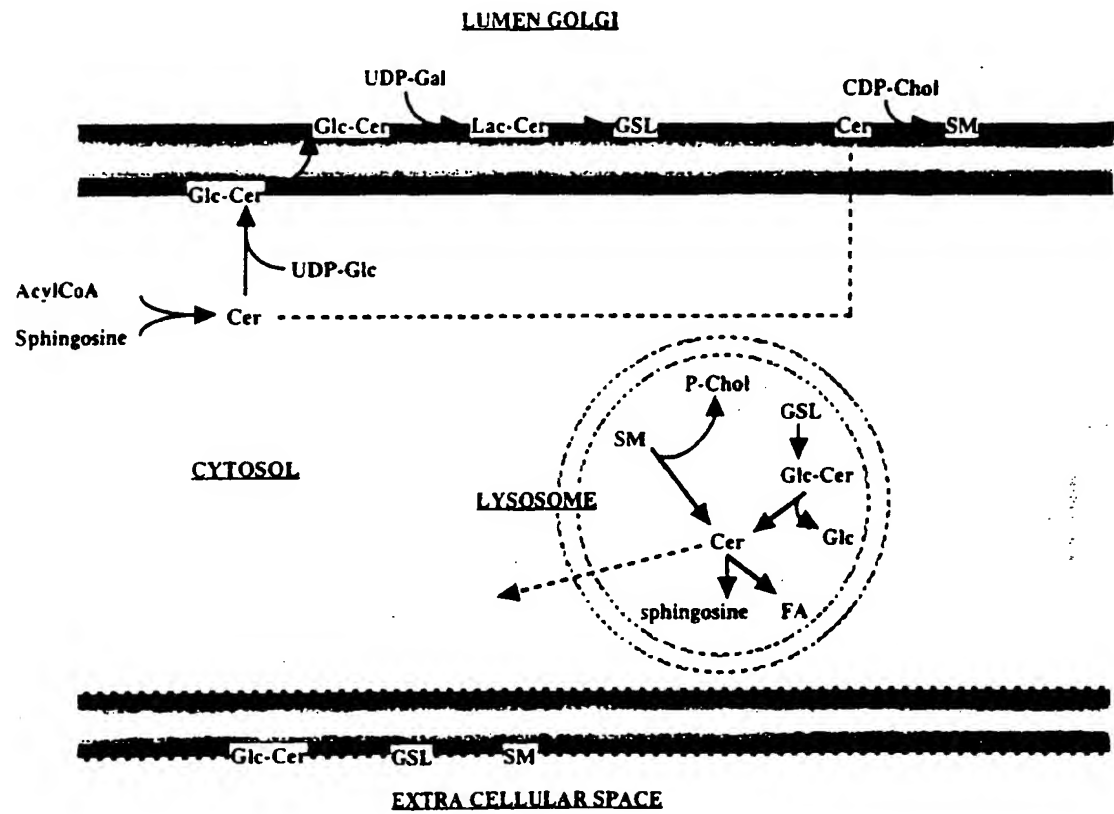 LUMEN GOLGI
UDP-Gal
CDP-Chol
Glc-Cer
Lac-Cer
GSL
Cer
SM
Glc-Cer
UDP-Glc
AcylCoA
Cer
Sphingosine
P-Chol
GSL
SM
CYTOSOL
Glc-Cer
LYSOSOME
Glc
Cer
sphingosine
FA
Glc-Cer
GSL
SM
EXTRA CELLULAR SPACE